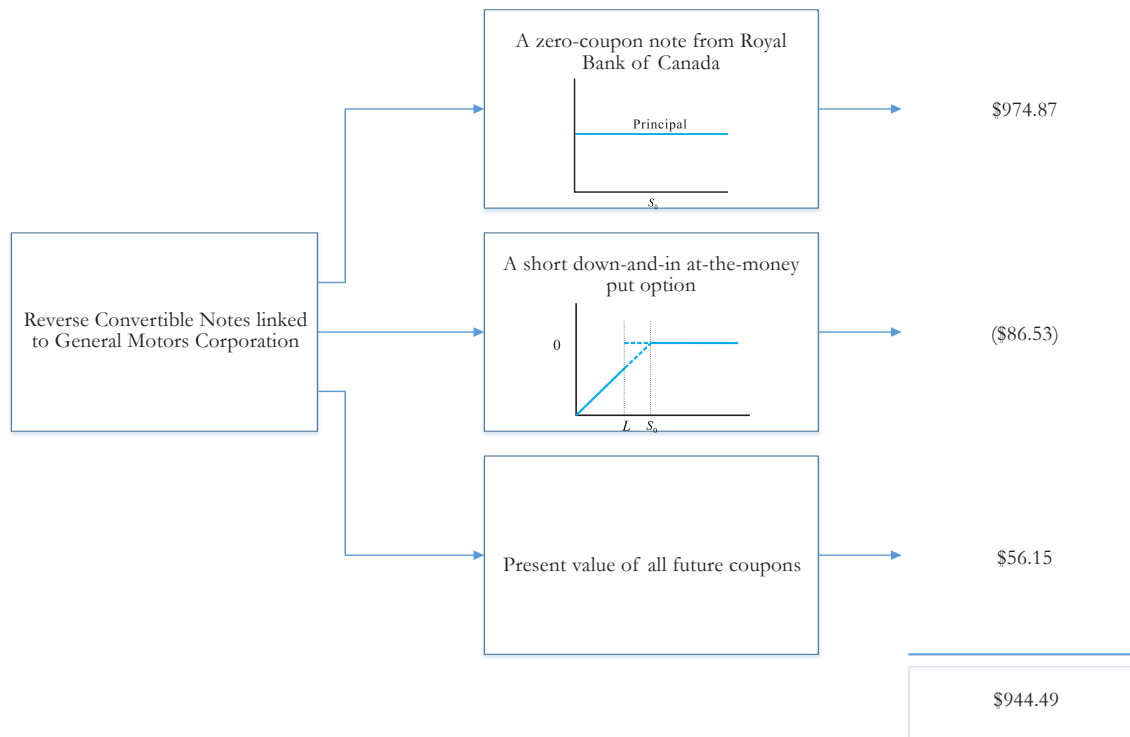 A zero-coupon note from Royal
Bank of Canada
Principal
S₀
$974.87
Reverse Convertible Notes linked
to General Motors Corporation
A short down-and-in at-the-money
put option
0
L S₀
($86.53)
Present value of all future coupons
$56.15
$944.49